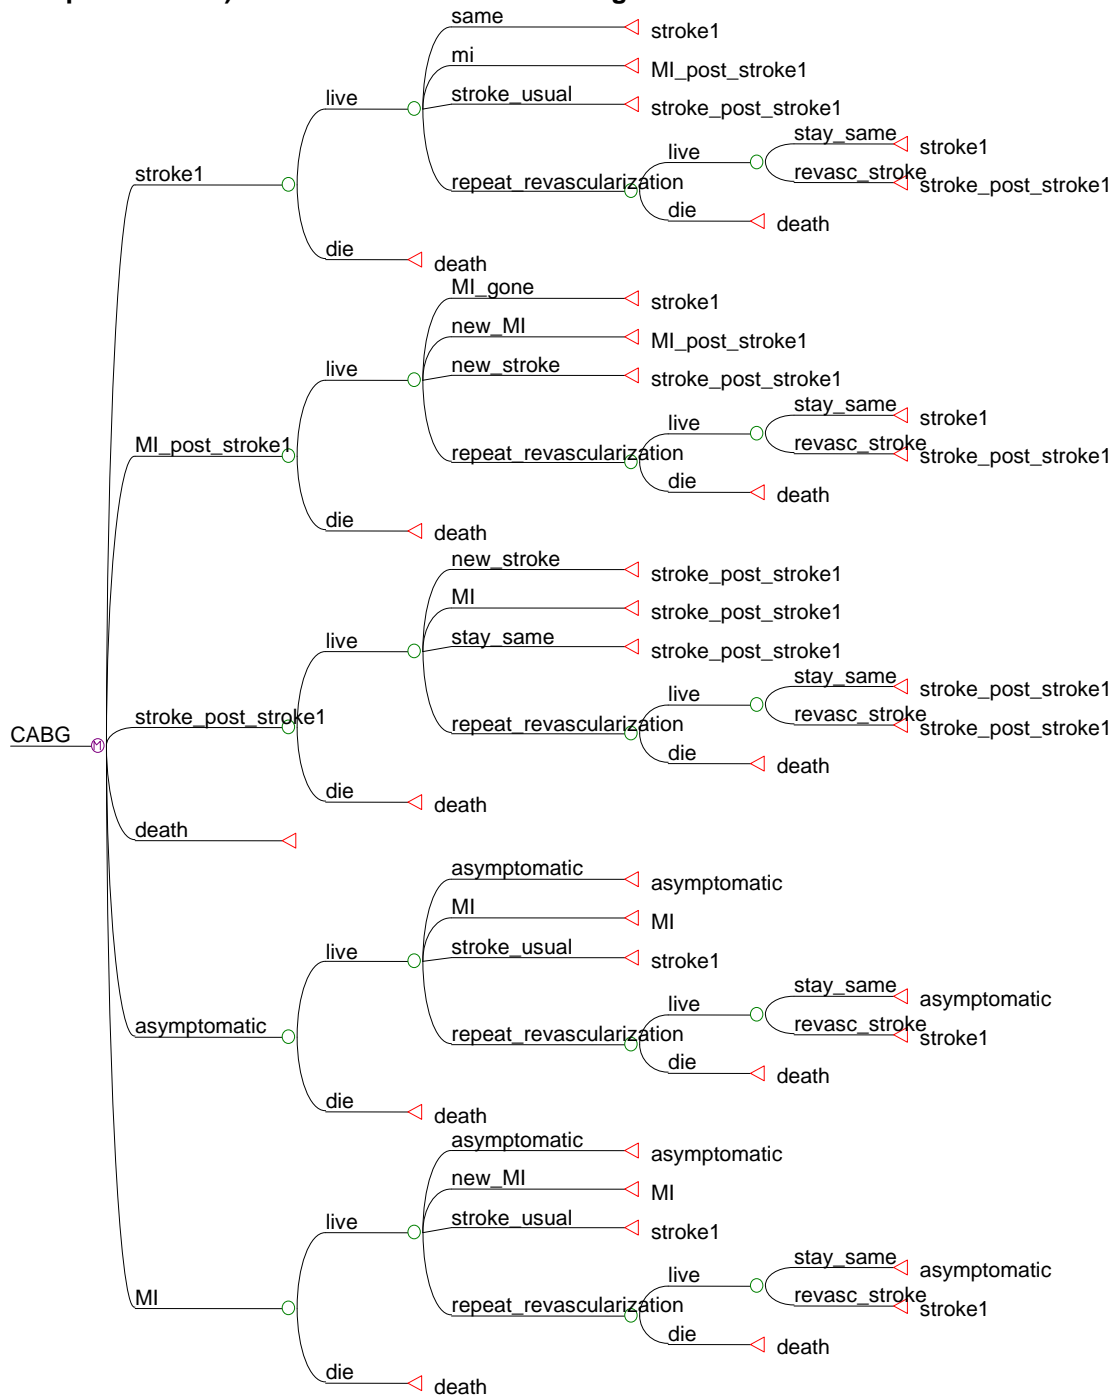 same stroke1
mi MI_post_stroke1
live stroke_usual stroke_post_stroke1
stroke1 repeat_revascularization live stay_same stroke1
revasc_stroke stroke_post_stroke1
die death
die death
MI_gone stroke1
new_MI MI_post_stroke1
live new_stroke stroke_post_stroke1
MI_post_stroke1 repeat_revascularization live stay_same stroke1
revasc_stroke stroke_post_stroke1
die death
die death
new_stroke stroke_post_stroke1
MI stroke_post_stroke1
live stay_same stroke_post_stroke1
CABG M stroke_post_stroke1 repeat_revascularization live stay_same stroke_post_stroke1
revasc_stroke stroke_post_stroke1
die death
die death
death
asymptomatic asymptomatic
MI MI
live stroke_usual stroke1
asymptomatic repeat_revascularization live stay_same asymptomatic
revasc_stroke stroke1
die death
die death
asymptomatic asymptomatic
new_MI MI
live stroke_usual stroke1
MI repeat_revascularization live stay_same asymptomatic
revasc_stroke stroke1
die death
die death